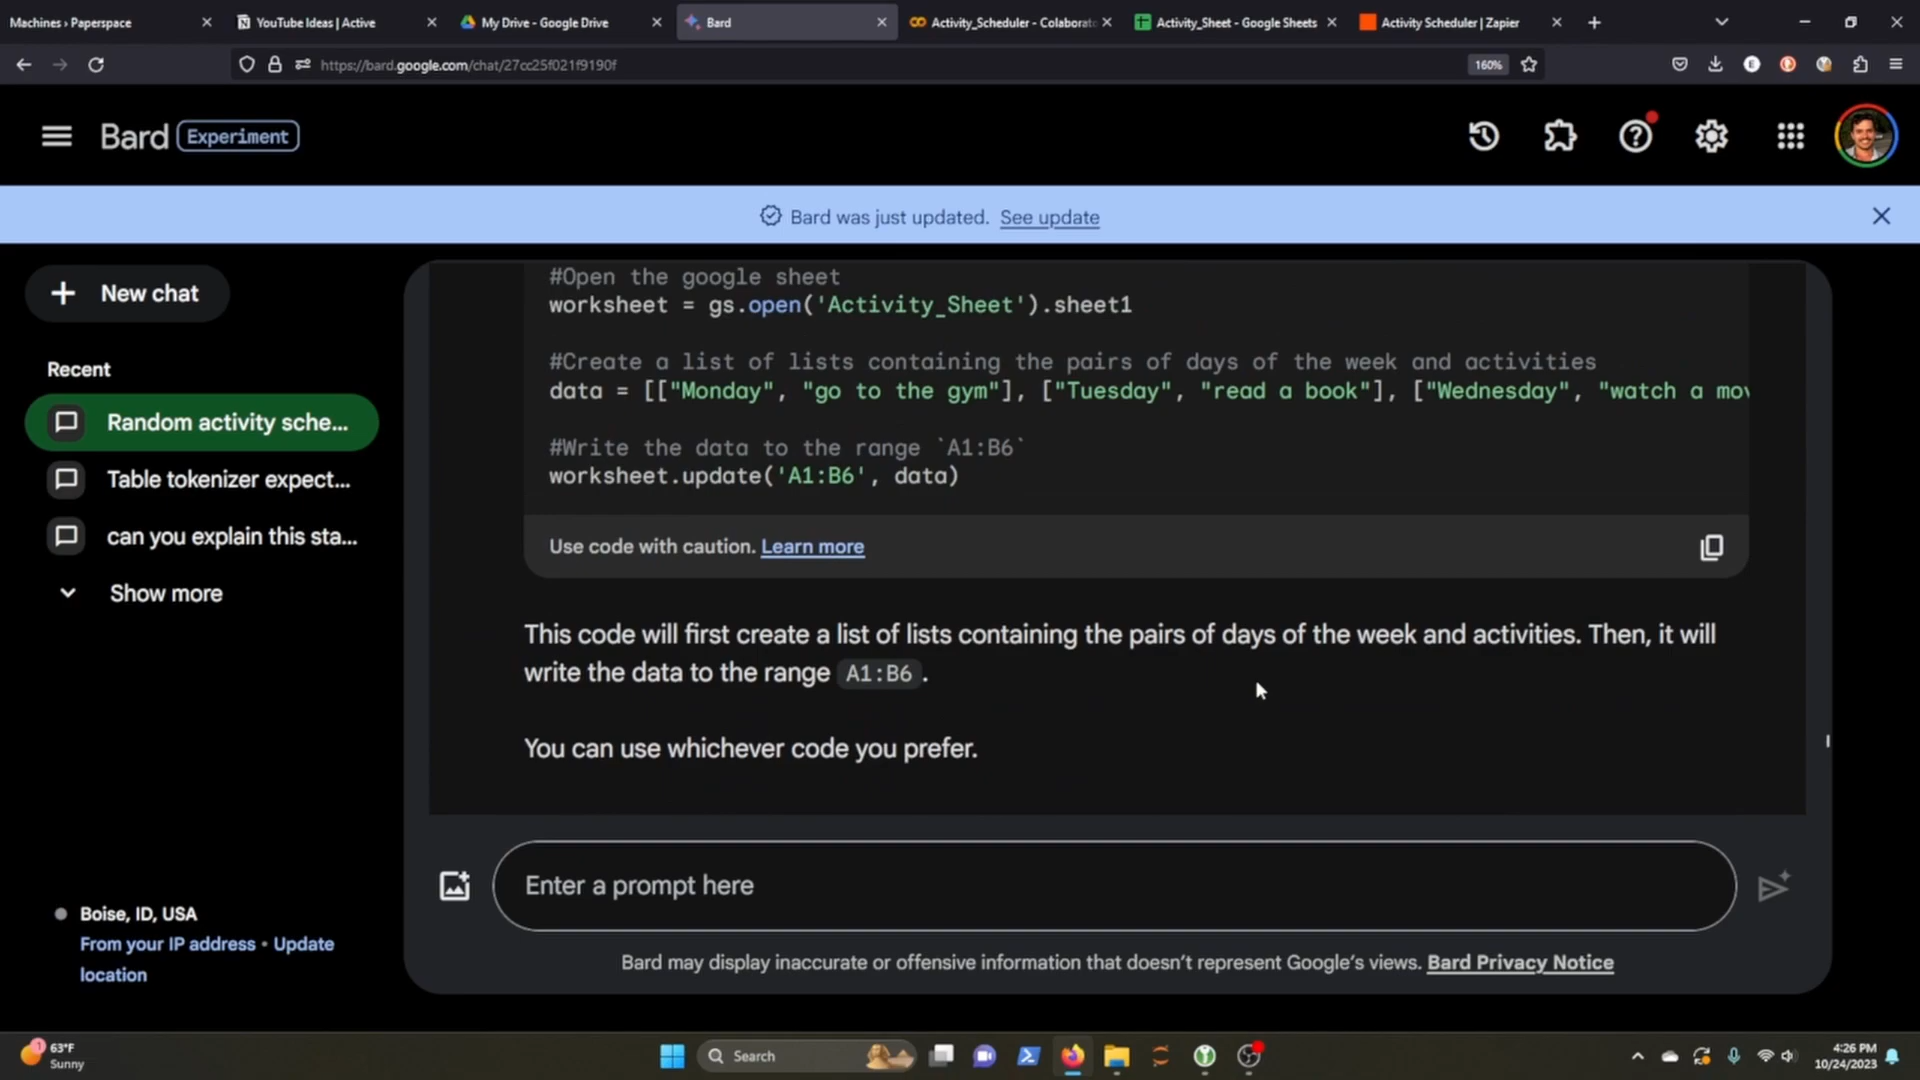 Machines › Paperspace
YouTube Ideas | Active
My Drive - Google Drive
Bard
Activity_Scheduler - Colaborat
Activity_Sheet - Google Sheets
Activity Scheduler | Zapier
https://bard.google.com/chat/27cc25f021f9190f
160%
Bard Experiment
Bard was just updated. See update
New chat
Recent
Random activity sche...
Table tokenizer expect...
can you explain this sta...
Show more
#Open the google sheet
worksheet = gs.open('Activity_Sheet').sheet1
#Create a list of lists containing the pairs of days of the week and activities
data = [["Monday", "go to the gym"], ["Tuesday", "read a book"], ["Wednesday", "watch a mov
#Write the data to the range `A1:B6`
worksheet.update('A1:B6', data)
Use code with caution. Learn more
This code will first create a list of lists containing the pairs of days of the week and activities. Then, it will
write the data to the range A1:B6 .
You can use whichever code you prefer.
Enter a prompt here
Boise, ID, USA
From your IP address • Update
location
Bard may display inaccurate or offensive information that doesn't represent Google's views. Bard Privacy Notice
1
63°F
Sunny
Search
4:26 PM
10/24/2023